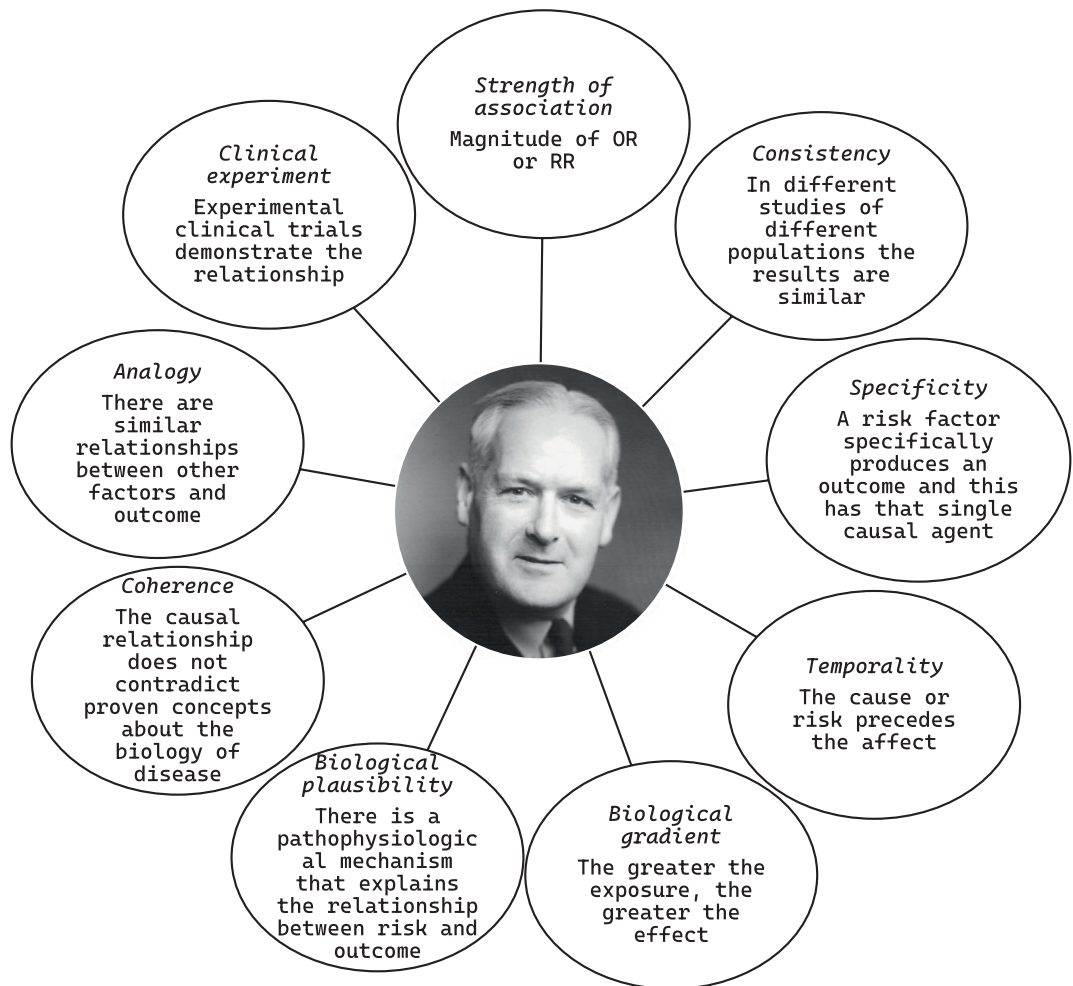 Strength of
association
Magnitude of OR
or RR
Consistency
In different
studies of
different
populations the
results are
similar
Specificity
A risk factor
specifically
produces an
outcome and this
has that single
causal agent
Temporality
The cause or
risk precedes
the affect
Biological
gradient
The greater the
exposure, the
greater the
effect
Biological
plausibility
There is a
pathophysiologic
al mechanism
that explains
the relationship
between risk and
outcome
Coherence
The causal
relationship
does not
contradict
proven concepts
about the
biology of
disease
Analogy
There are
similar
relationships
between other
factors and
outcome
Clinical
experiment
Experimental
clinical trials
demonstrate the
relationship